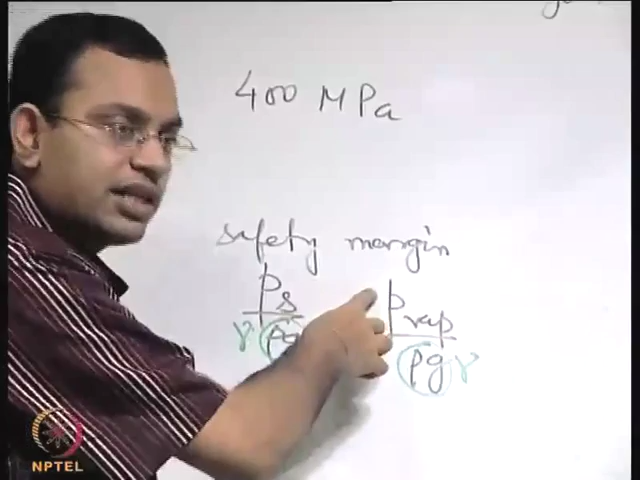 400 MPa
safety margin
Ps Pvap
γ ρg ρg γ
NPTEL